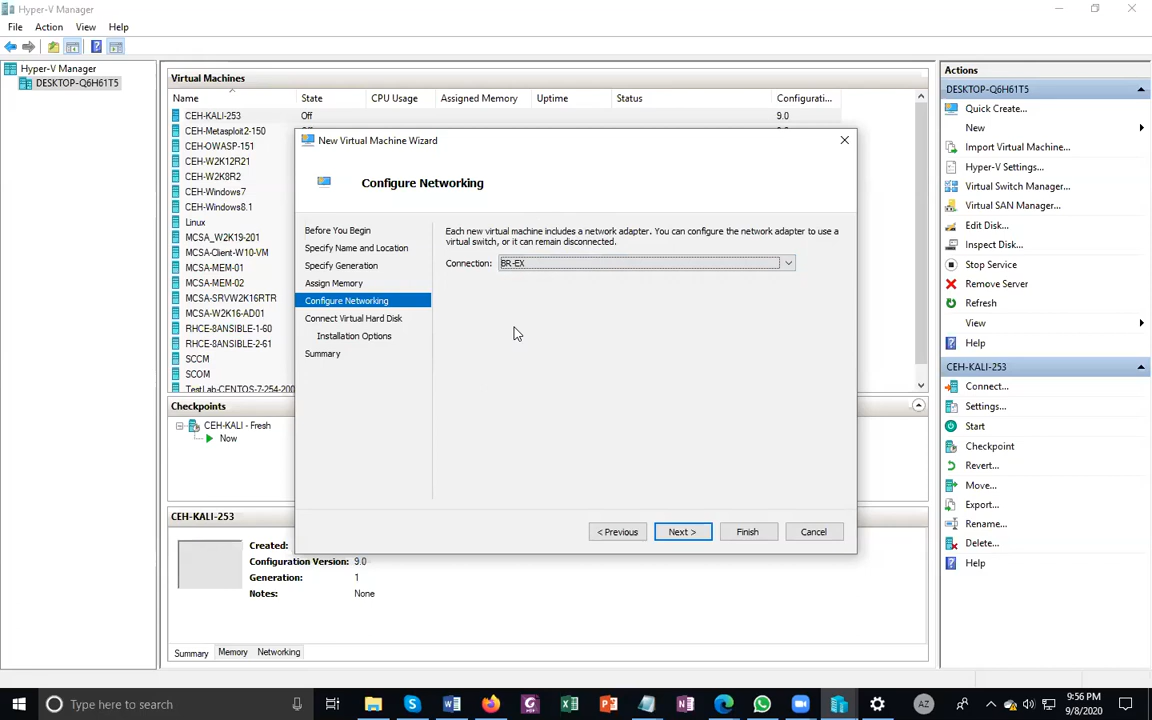 Hyper-V Manager
File Action View Help
Hyper-V Manager
DESKTOP-Q6H61T5
Virtual Machines
Name State CPU Usage Assigned Memory Uptime Status Configurati...
CEH-KALI-253 Off 9.0
CEH-Metasploit2-150
CEH-OWASP-151
CEH-W2K12R21
CEH-W2K8R2
CEH-Windows7
CEH-Windows8.1
Linux
MCSA_W2K19-201
MCSA-Client-W10-VM
MCSA-MEM-01
MCSA-MEM-02
MCSA-SRVW2K16RTR
MCSA-W2K16-AD01
RHCE-8ANSIBLE-1-60
RHCE-8ANSIBLE-2-61
SCCM
SCOM
TestLab-CENTOS-7-254-200
Checkpoints
CEH-KALI - Fresh
Now
CEH-KALI-253
Created:
Configuration Version: 9.0
Generation: 1
Notes: None
Summary Memory Networking
New Virtual Machine Wizard
Configure Networking
Before You Begin
Specify Name and Location
Specify Generation
Assign Memory
Configure Networking
Connect Virtual Hard Disk
Installation Options
Summary
Each new virtual machine includes a network adapter. You can configure the network adapter to use a
virtual switch, or it can remain disconnected.
Connection: BR-EX
< Previous Next > Finish Cancel
Actions
DESKTOP-Q6H61T5
Quick Create...
New
Import Virtual Machine...
Hyper-V Settings...
Virtual Switch Manager...
Virtual SAN Manager...
Edit Disk...
Inspect Disk...
Stop Service
Remove Server
Refresh
View
Help
CEH-KALI-253
Connect...
Settings...
Start
Checkpoint
Revert...
Move...
Export...
Rename...
Delete...
Help
Type here to search
AZ
9:56 PM
9/8/2020